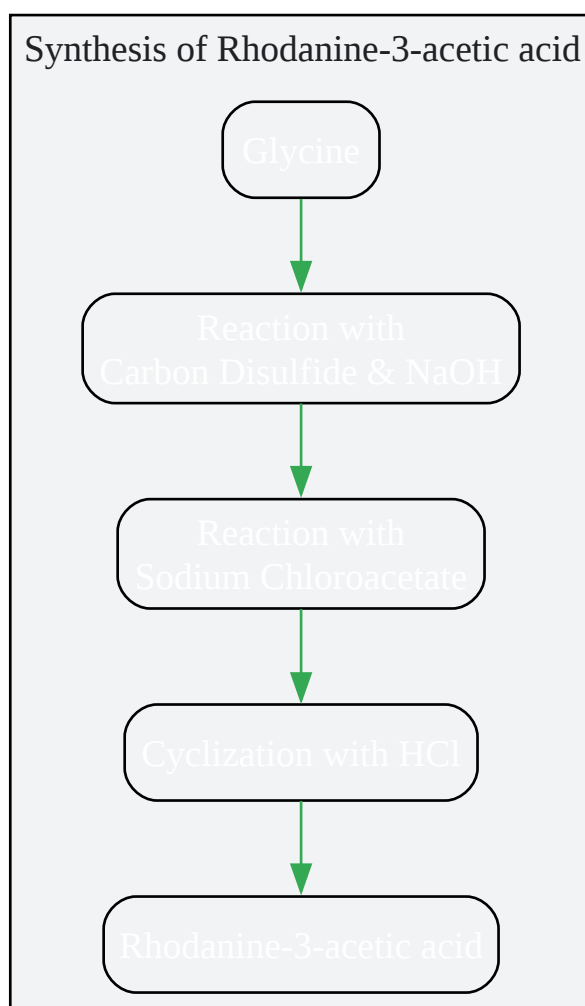 Synthesis of Rhodanine-3-acetic acid
Glycine
Reaction with
Carbon Disulfide & NaOH
Reaction with
Sodium Chloroacetate
Cyclization with HCl
Rhodanine-3-acetic acid